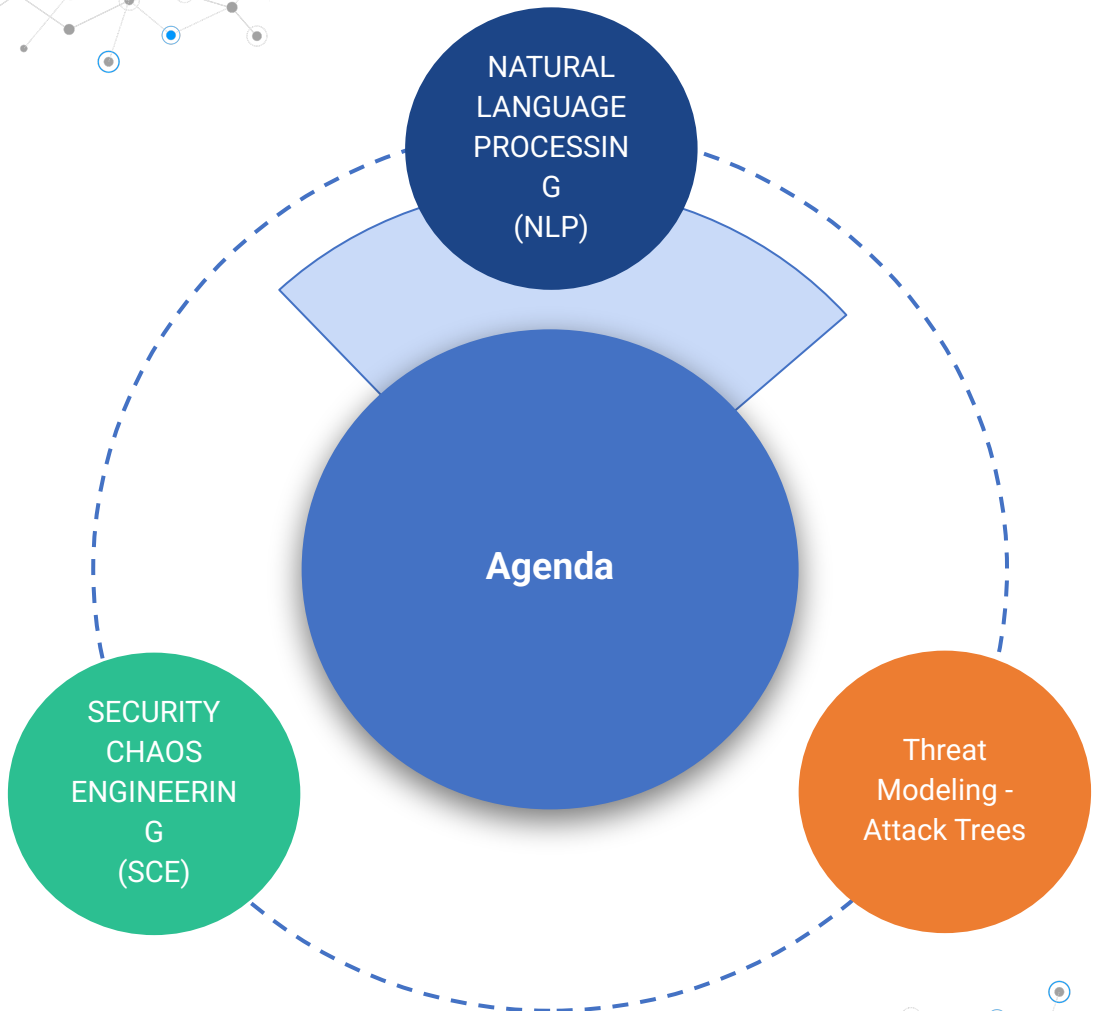 NATURAL
LANGUAGE
PROCESSIN
G
(NLP)
Agenda
SECURITY
CHAOS
ENGINEERIN
G
(SCE)
Threat
Modeling -
Attack Trees